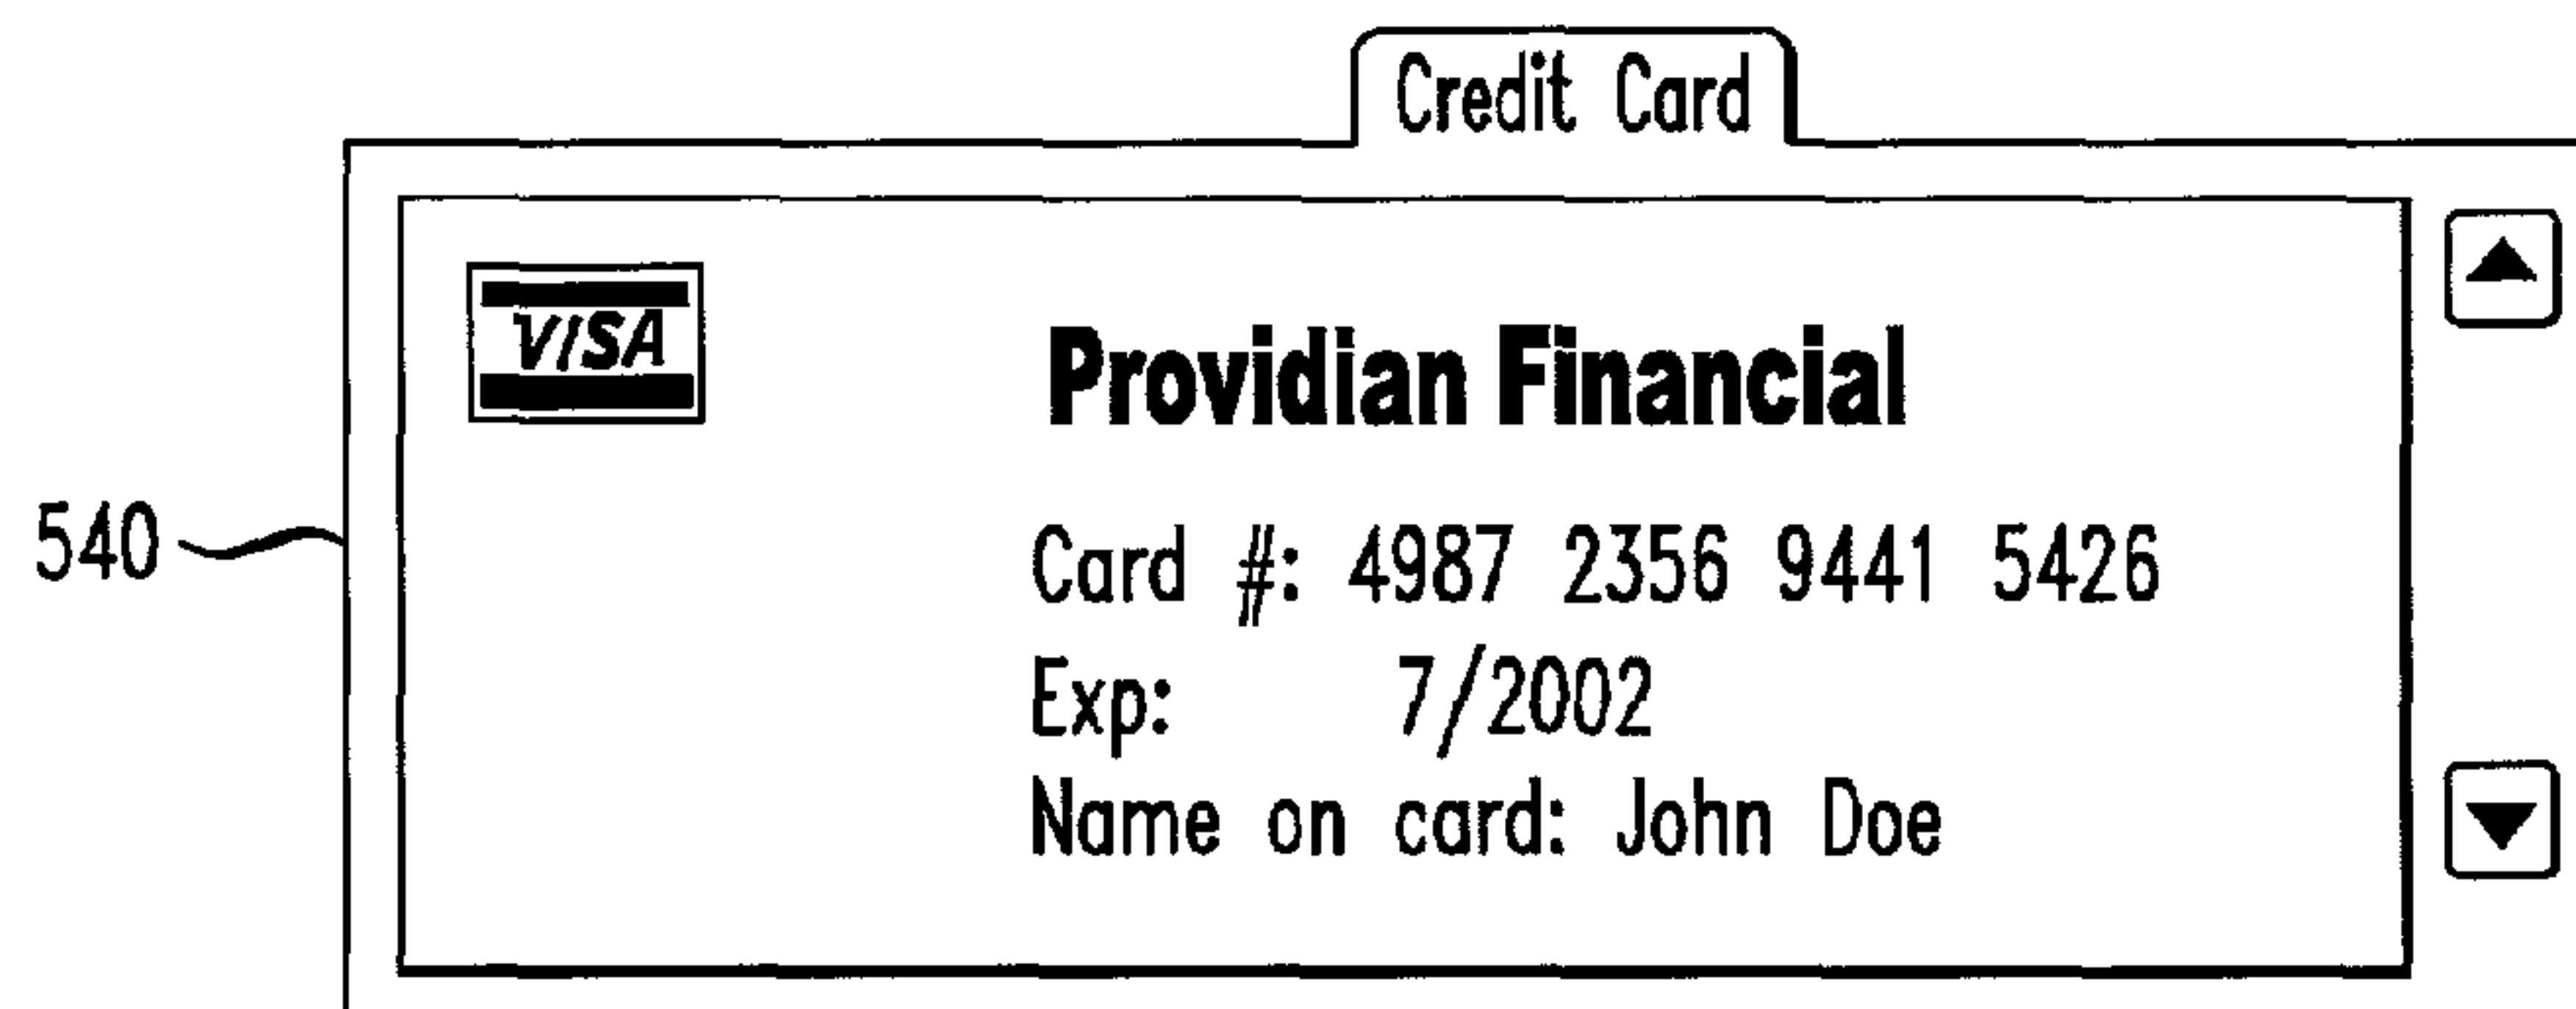 Credit Card
VISA
Providian Financial
540
Card #: 4987 2356 9441 5426
Exp: 7/2002
Name on card: John Doe